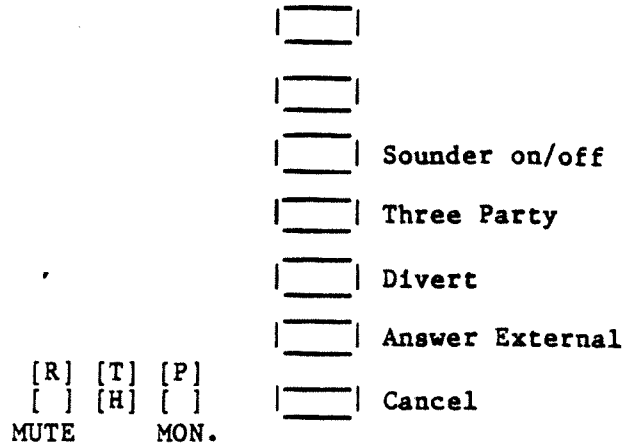 Sounder on/off
Three Party
Divert
Answer External
[R] [T] [P]
[ ] [H] [ ] Cancel
MUTE MON.